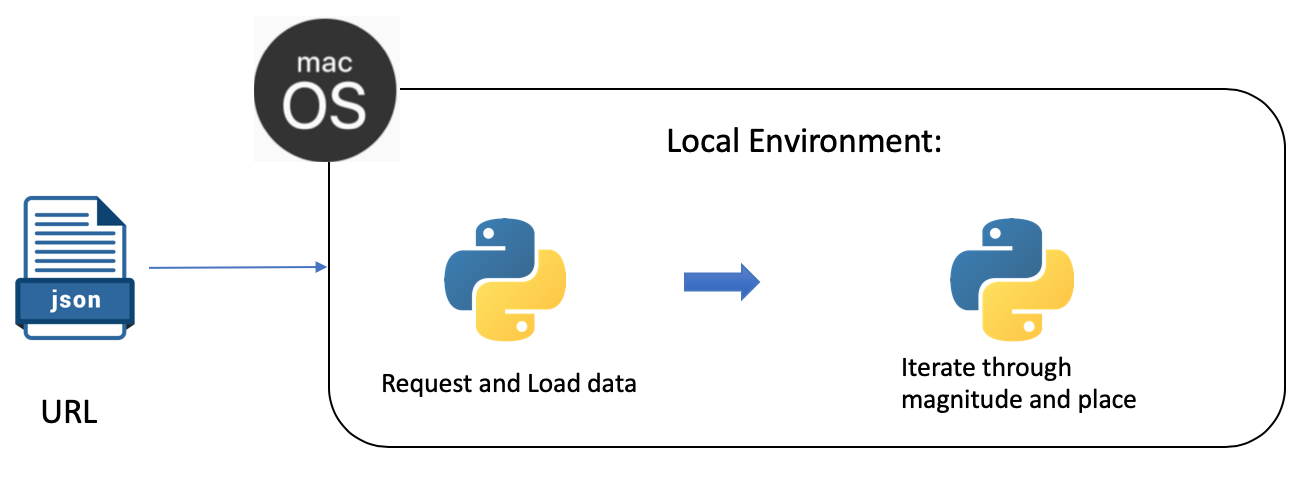 mac
OS
Local Environment:
json
URL
Request and Load data
Iterate through
magnitude and place